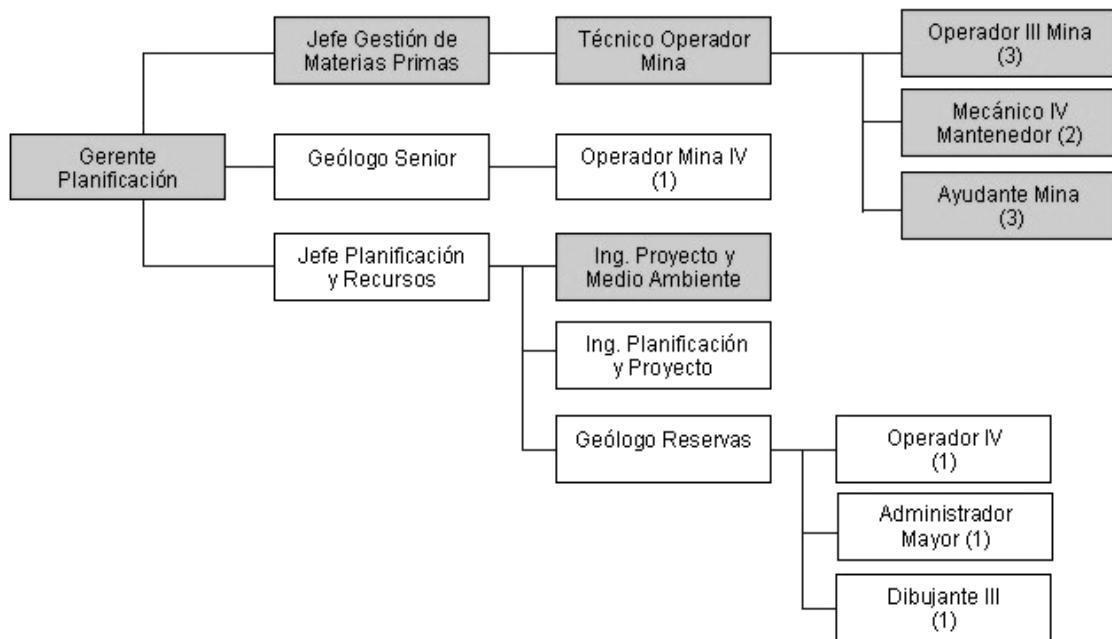 Jefe Gestión de
Materias Primas
Técnico Operador
Mina
Operador III Mina
(3)
Mecánico IV
Mantenedor (2)
Ayudante Mina
(3)
Gerente
Planificación
Geólogo Senior
Operador Mina IV
(1)
Jefe Planificación
y Recursos
Ing. Proyecto y
Medio Ambiente
Ing. Planificación
y Proyecto
Geólogo Reservas
Operador IV
(1)
Administrador
Mayor (1)
Dibujante III
(1)